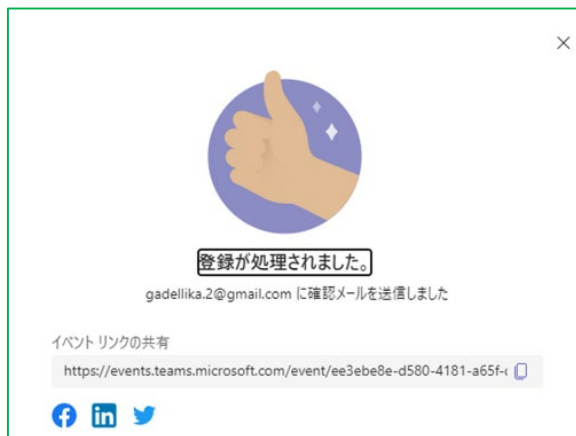 登録が処理されました。
gadellika.2@gmail.com に確認メールを送信しました
イベント リンクの共有
https://events.teams.microsoft.com/event/ee3ebe8e-d580-4181-a65f-